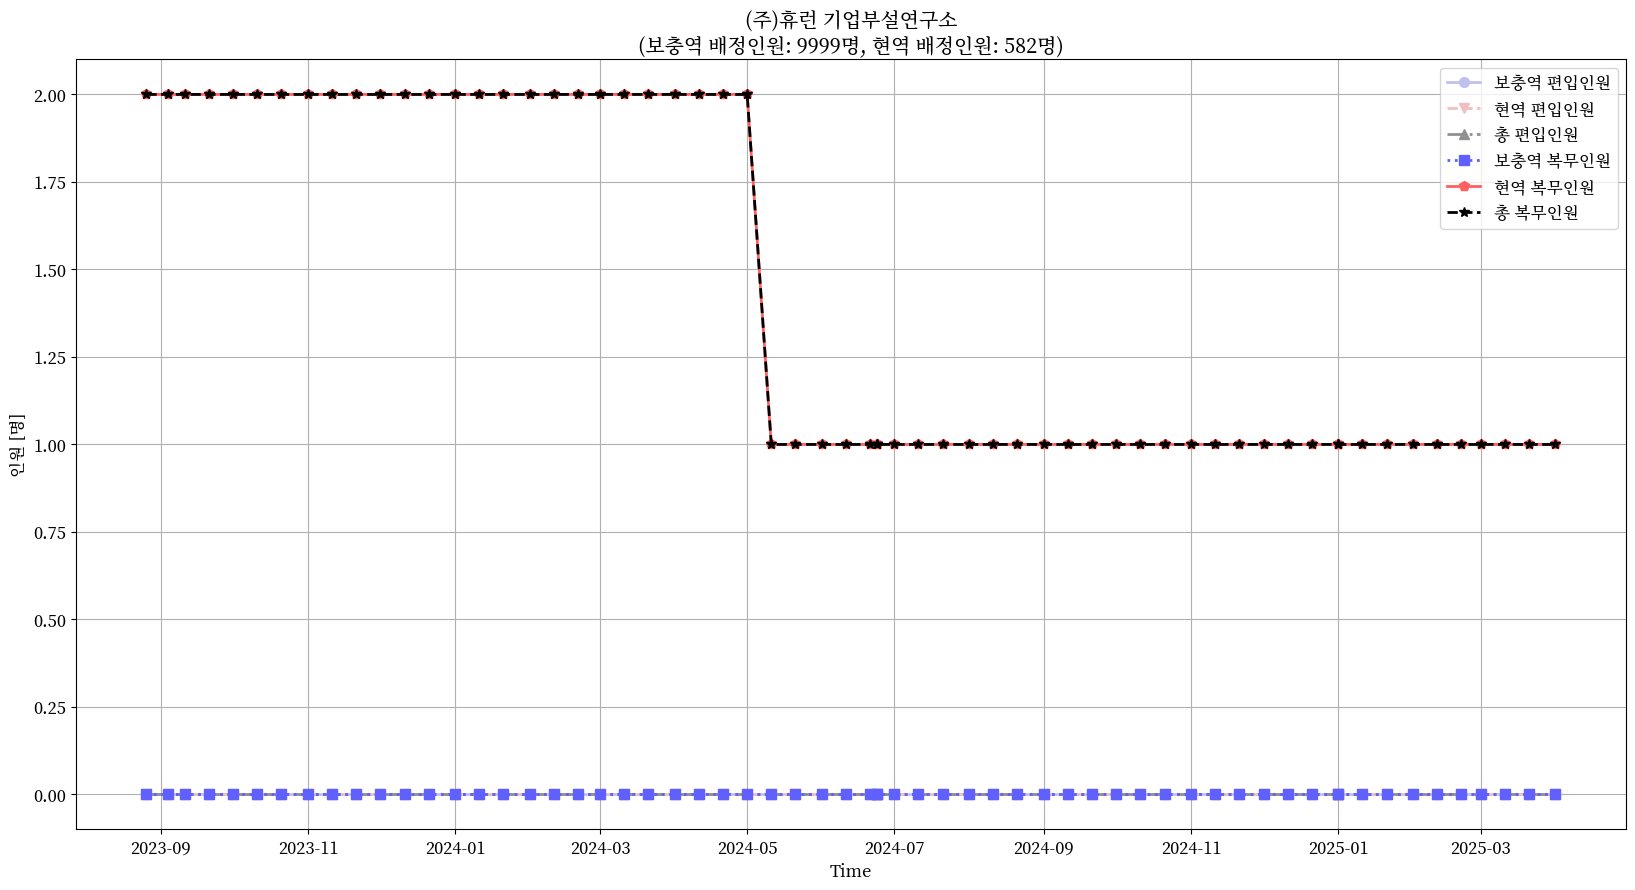 (주)휴런 기업부설연구소
(보충역 배정인원: 9999명, 현역 배정인원: 582명)
보충역 편입인원
현역 편입인원
총 편입인원
보충역 복무인원
현역 복무인원
총 복무인원
인원 [명]
2.00
1.75
1.50
1.25
1.00
0.75
0.50
0.25
0.00
2023-09
2023-11
2024-01
2024-03
2024-05
2024-07
2024-09
2024-11
2025-01
2025-03
Time